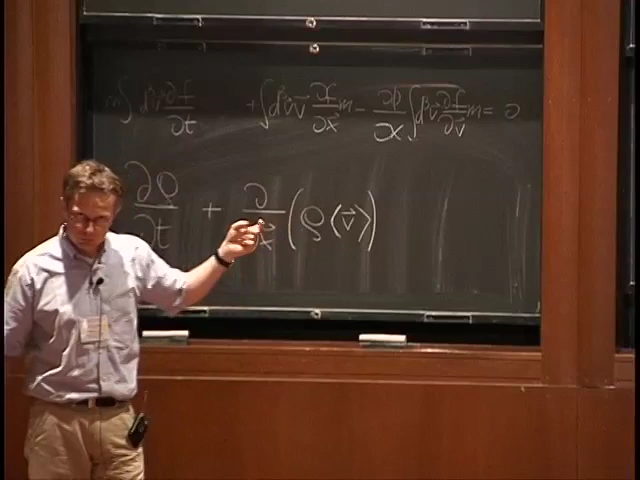 m∫ d³v ∂f/∂t + ∫ d³v v⃗ ∂f/∂x⃗ m − ∂Φ/∂x ∫ d³v ∂f/∂v⃗ m = 0
∂ρ/∂t + ∂/∂x⃗ (ρ⟨v⃗⟩)